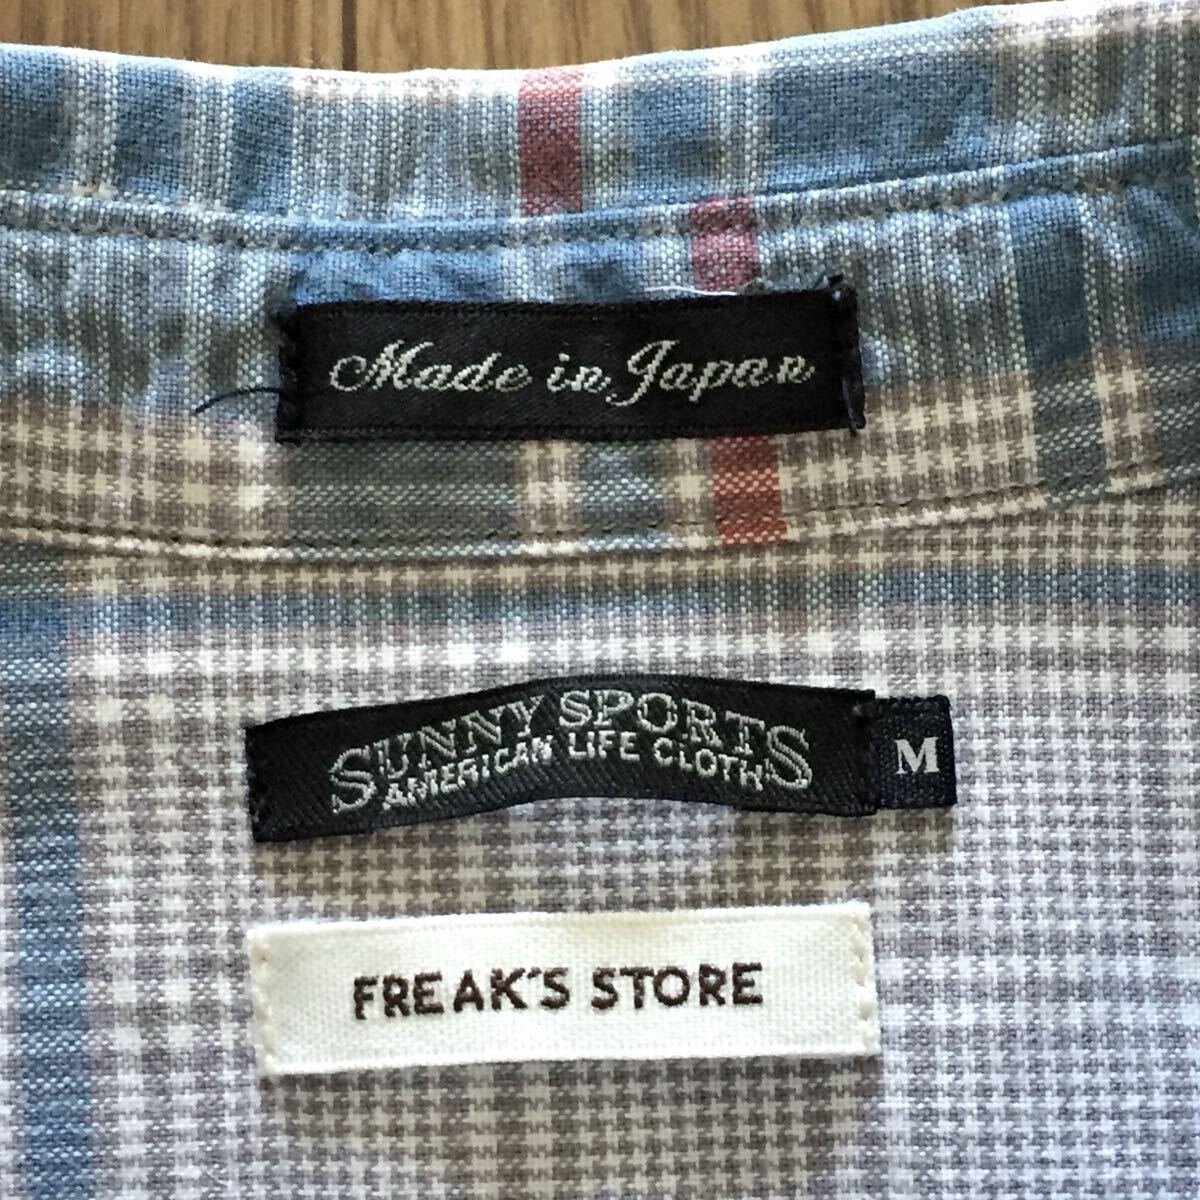 Made in Japan
SUNNY SPORTS
AMERICAN LIFE CLOTH
M
FREAK'S STORE